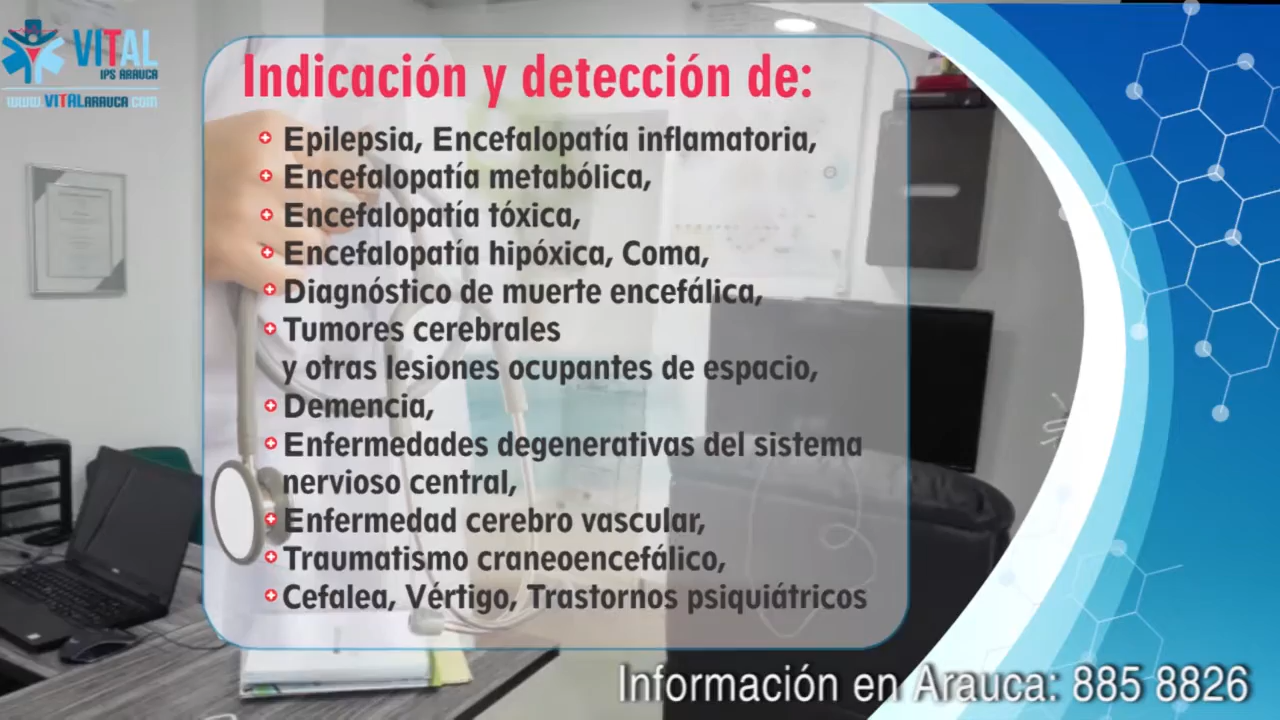 VITAL
IPS ARAUCA
www.VITALARAUCA.com
Indicación y detección de:
Epilepsia, Encefalopatía inflamatoria,
Encefalopatía metabólica,
Encefalopatía tóxica,
Encefalopatía hipóxica, Coma,
Diagnóstico de muerte encefálica,
Tumores cerebrales
y otras lesiones ocupantes de espacio,
Demencia,
Enfermedades degenerativas del sistema
nervioso central,
Enfermedad cerebro vascular,
Traumatismo craneoencefálico,
Cefalea, Vértigo, Trastornos psiquiátricos
Información en Arauca: 885 8826